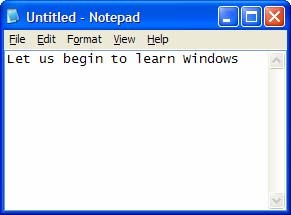 Untitled - Notepad
File Edit Format View Help
Let us begin to learn Windows